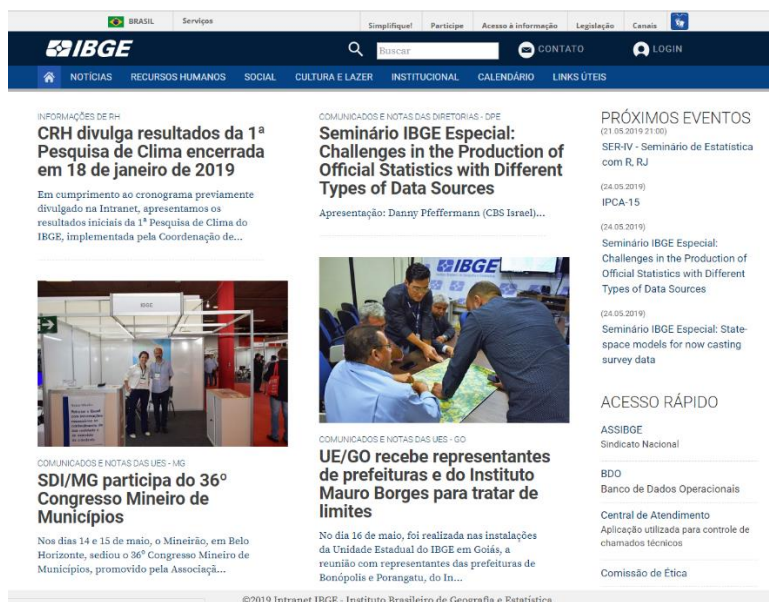 BRASIL Serviços Simplifique! Participe Acesso à informação Legislação Canais
IBGE Buscar CONTATO LOGIN
NOTÍCIAS RECURSOS HUMANOS SOCIAL CULTURA E LAZER INSTITUCIONAL CALENDÁRIO LINKS ÚTEIS
INFORMAÇÕES DE RH
CRH divulga resultados da 1ª
Pesquisa de Clima encerrada
em 18 de janeiro de 2019
Em cumprimento ao cronograma previamente
divulgado na Intranet, apresentamos os
resultados iniciais da 1ª Pesquisa de Clima do
IBGE, implementada pela Coordenação de...
IBGE
COMUNICADOS E NOTAS DAS UES - MG
SDI/MG participa do 36º
Congresso Mineiro de
Municípios
Nos dias 14 e 15 de maio, o Mineirão, em Belo
Horizonte, sediou o 36º Congresso Mineiro de
Municípios, promovido pela Associaçã...
COMUNICADOS E NOTAS DAS DIRETORIAS - DPE
Seminário IBGE Especial:
Challenges in the Production of
Official Statistics with Different
Types of Data Sources
Apresentação: Danny Pfeffermann (CBS Israel)...
IBGE
COMUNICADOS E NOTAS DAS UES - GO
UE/GO recebe representantes
de prefeituras e do Instituto
Mauro Borges para tratar de
limites
No dia 16 de maio, foi realizada nas instalações
da Unidade Estadual do IBGE em Goiás, a
reunião com representantes das prefeituras de
Bonópolis e Porangatu, do In...
PRÓXIMOS EVENTOS
(21.05.2019 21:00)
SER-IV - Seminário de Estatística
com R, RJ
(24.05.2019)
IPCA-15
(24.05.2019)
Seminário IBGE Especial:
Challenges in the Production of
Official Statistics with Different
Types of Data Sources
(24.05.2019)
Seminário IBGE Especial: State-
space models for now casting
survey data
ACESSO RÁPIDO
ASSIBGE
Sindicato Nacional
BDO
Banco de Dados Operacionais
Central de Atendimento
Aplicação utilizada para controle de
chamados técnicos
Comissão de Ética
©2019 Intranet IBGE - Instituto Brasileiro de Geografia e Estatística